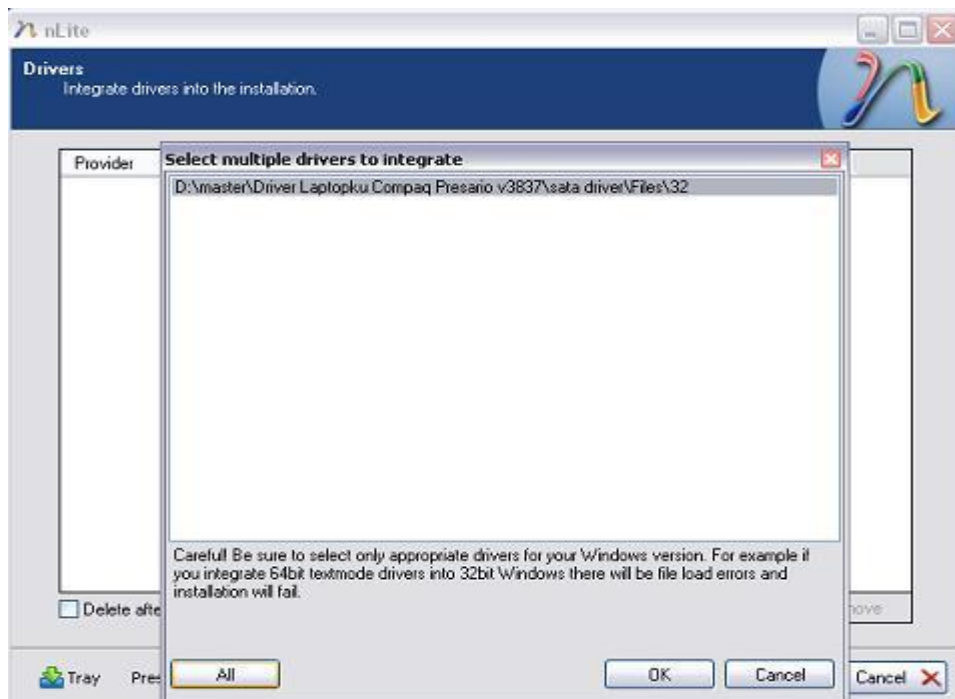 nLite
Drivers
Integrate drivers into the installation.
Provider
Select multiple drivers to integrate
D:\master\Driver Laptopku Compaq Presario v3837\sata driver\Files\32
Careful! Be sure to select only appropriate drivers for your Windows version. For example if
you integrate 64bit textmode drivers into 32bit Windows there will be file load errors and
installation will fail.
Delete afte
ove
All
OK
Cancel
Tray
Pres
Cancel